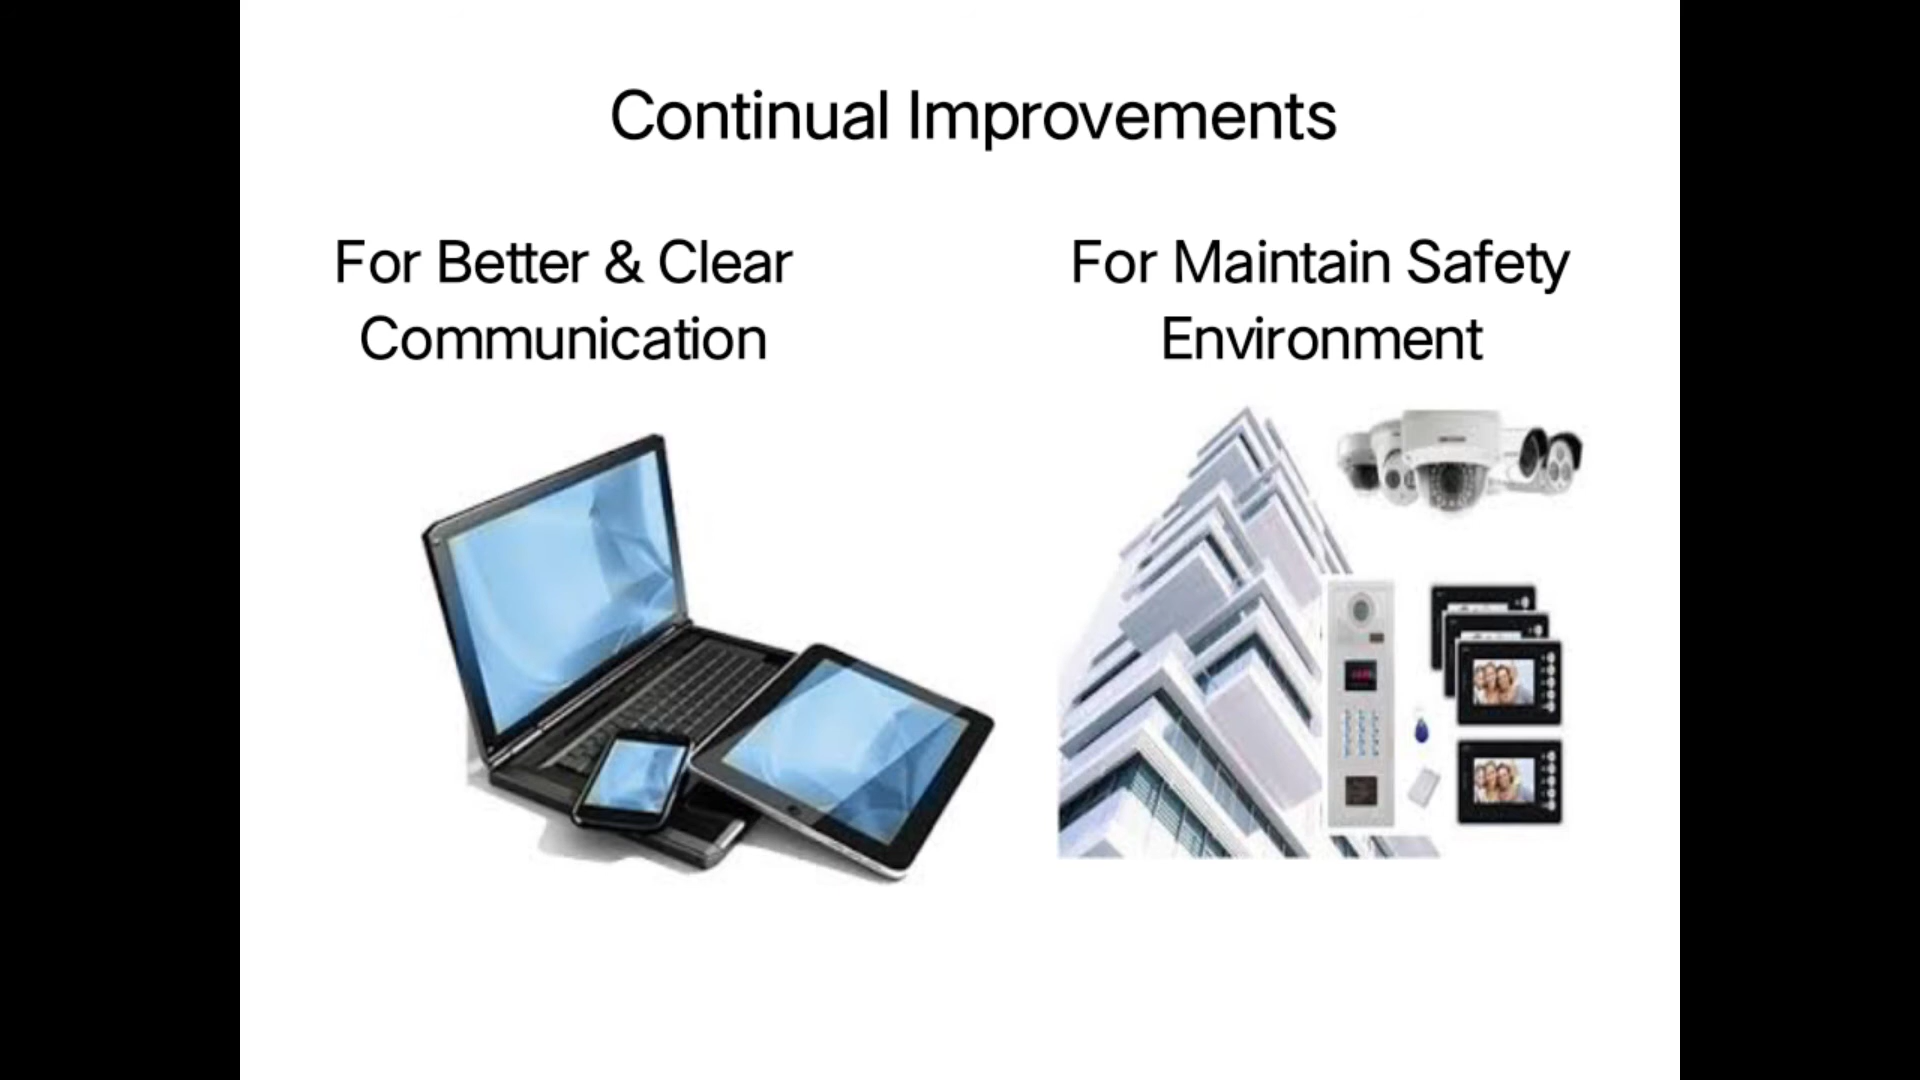 Continual Improvements
For Better & Clear
Communication
For Maintain Safety
Environment